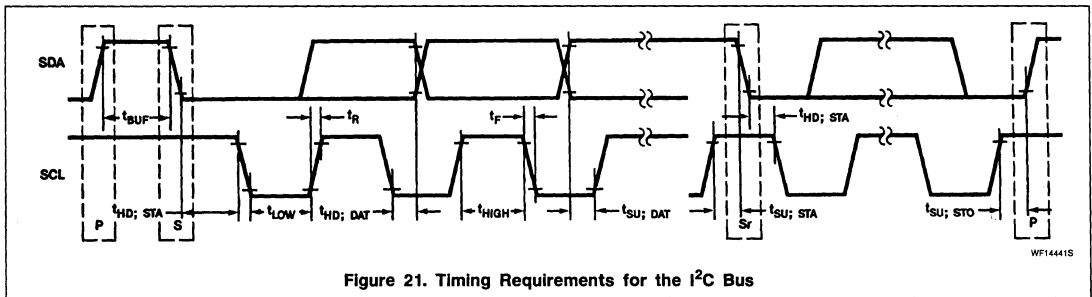 SDA
tBUF
tR
tF
tHD; STA
SCL
tHD; STA
tLOW
tHD; DAT
tHIGH
tSU; DAT
tSU; STA
tSU; STO
P
S
Sr
P
WF14441S
Figure 21. Timing Requirements for the I²C Bus